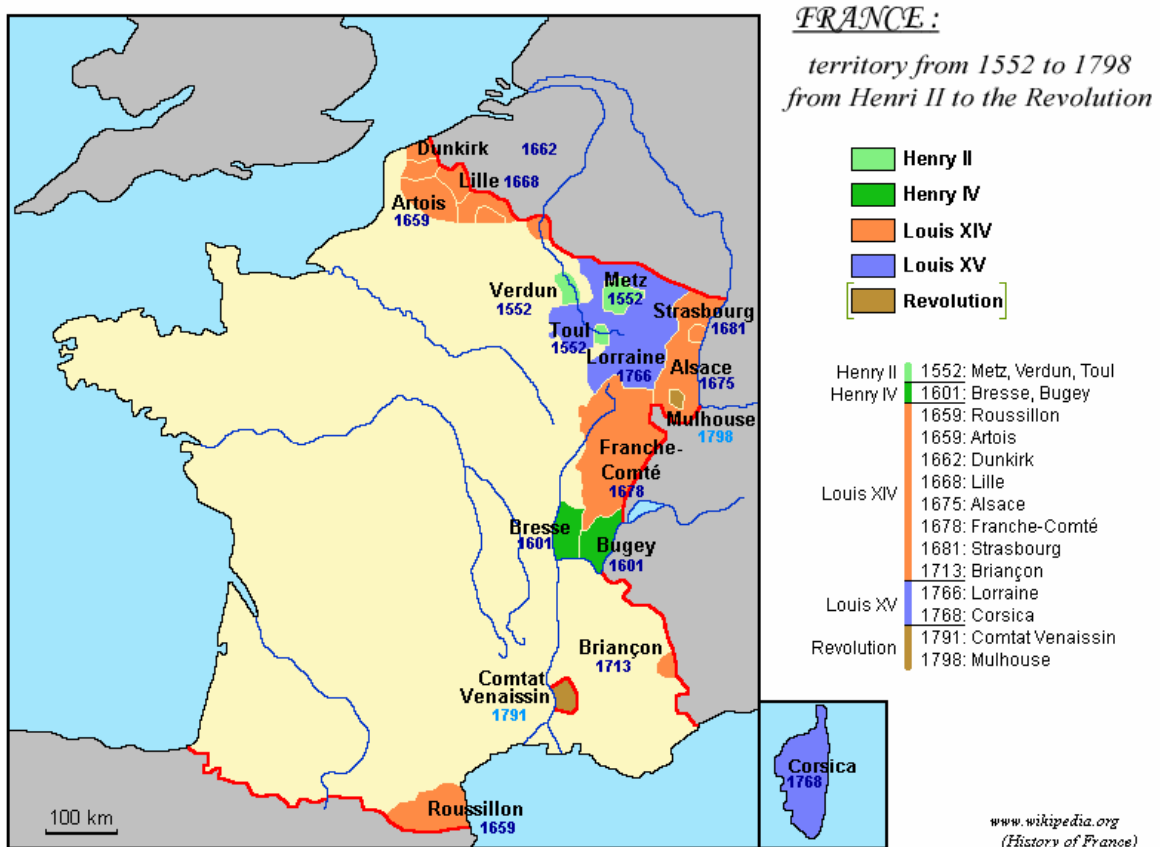 FRANCE :
territory from 1552 to 1798
from Henri II to the Revolution
Henry II
Henry IV
Louis XIV
Louis XV
[ Revolution ]
Henry II
Henry IV
Louis XIV
Louis XV
Revolution
1552: Metz, Verdun, Toul
1601: Bresse, Bugey
1659: Roussillon
1659: Artois
1662: Dunkirk
1668: Lille
1675: Alsace
1678: Franche-Comté
1681: Strasbourg
1713: Briançon
1766: Lorraine
1768: Corsica
1791: Comtat Venaissin
1798: Mulhouse
Dunkirk 1662
Lille 1668
Artois
1659
Verdun
1552
Metz
1552
Toul
1552
Strasbourg
1681
Lorraine
1766
Alsace
1675
Mulhouse
1798
Franche-
Comté
1678
Bresse
1601
Bugey
1601
Briançon
1713
Comtat
Venaissin
1791
Roussillon
1659
Corsica
1768
100 km
www.wikipedia.org
(History of France)